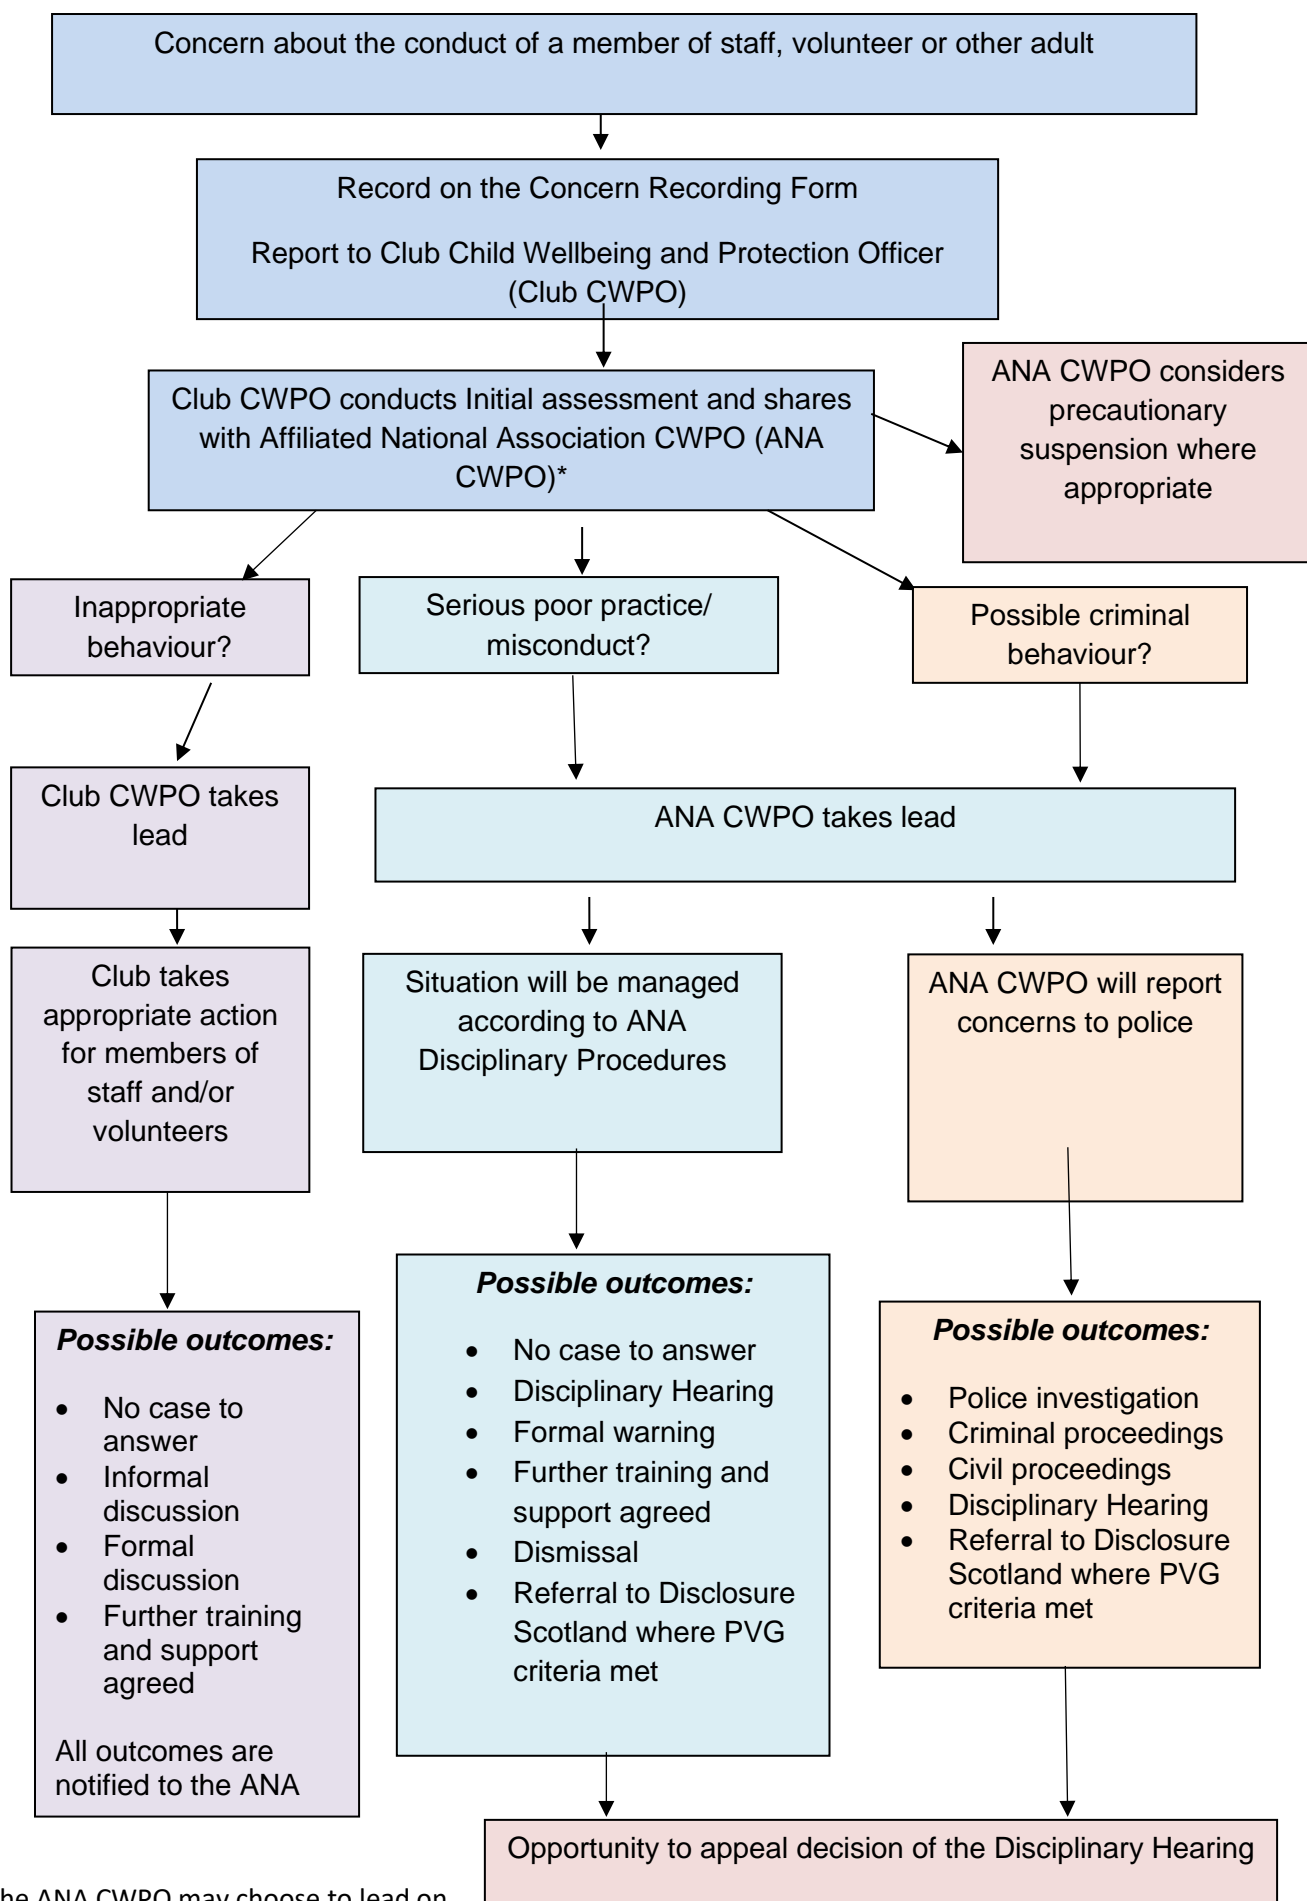 Concern about the conduct of a member of staff, volunteer or other adult
Record on the Concern Recording Form
Report to Club Child Wellbeing and Protection Officer
(Club CWPO)
Club CWPO conducts Initial assessment and shares
with Affiliated National Association CWPO (ANA
CWPO)*
ANA CWPO considers
precautionary
suspension where
appropriate
Inappropriate
behaviour?
Serious poor practice/
misconduct?
Possible criminal
behaviour?
Club CWPO takes
lead
ANA CWPO takes lead
Club takes
appropriate action
for members of
staff and/or
volunteers
Situation will be managed
according to ANA
Disciplinary Procedures
ANA CWPO will report
concerns to police
Possible outcomes:
• No case to
answer
• Informal
discussion
• Formal
discussion
• Further training
and support
agreed
All outcomes are
notified to the ANA
Possible outcomes:
• No case to answer
• Disciplinary Hearing
• Formal warning
• Further training and
support agreed
• Dismissal
• Referral to Disclosure
Scotland where PVG
criteria met
Possible outcomes:
• Police investigation
• Criminal proceedings
• Civil proceedings
• Disciplinary Hearing
• Referral to Disclosure
Scotland where PVG
criteria met
Opportunity to appeal decision of the Disciplinary Hearing
he ANA CWPO may choose to lead on